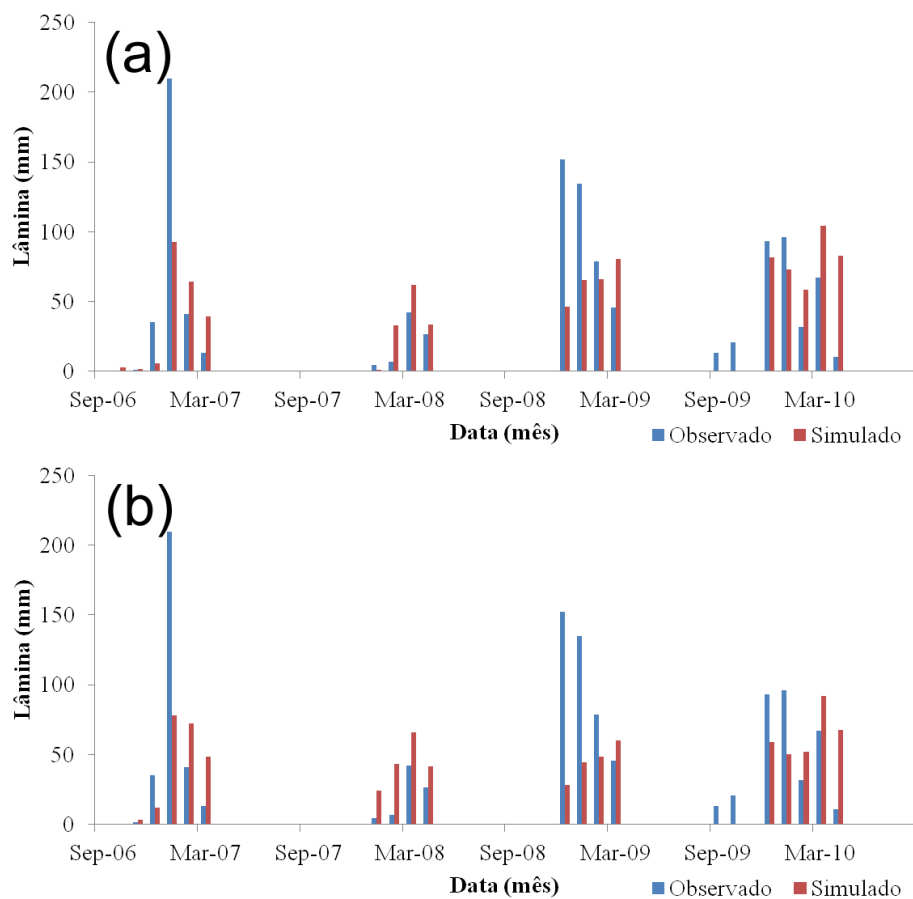 (a)
250
200
150
100
50
0
Lâmina (mm)
Sep-06 Mar-07 Sep-07 Mar-08 Sep-08 Mar-09 Sep-09 Mar-10
Data (mês)
Observado Simulado
(b)
250
200
150
100
50
0
Lâmina (mm)
Sep-06 Mar-07 Sep-07 Mar-08 Sep-08 Mar-09 Sep-09 Mar-10
Data (mês)
Observado Simulado